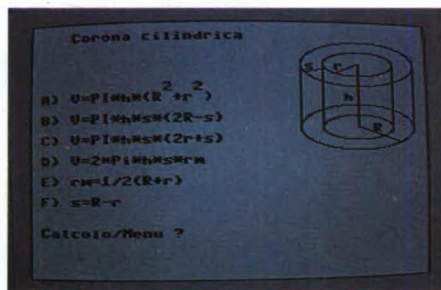 Corona cilindrica
s r
A) V=PI*h*(R²+r²)
h
B) V=PI*h*s*(2R-s)
C) V=PI*h*s*(2r+s)
R
D) V=2*Pi*h*s*rm
E) rm=1/2(R+r)
F) s=R-r
Calcolo/Menu ?